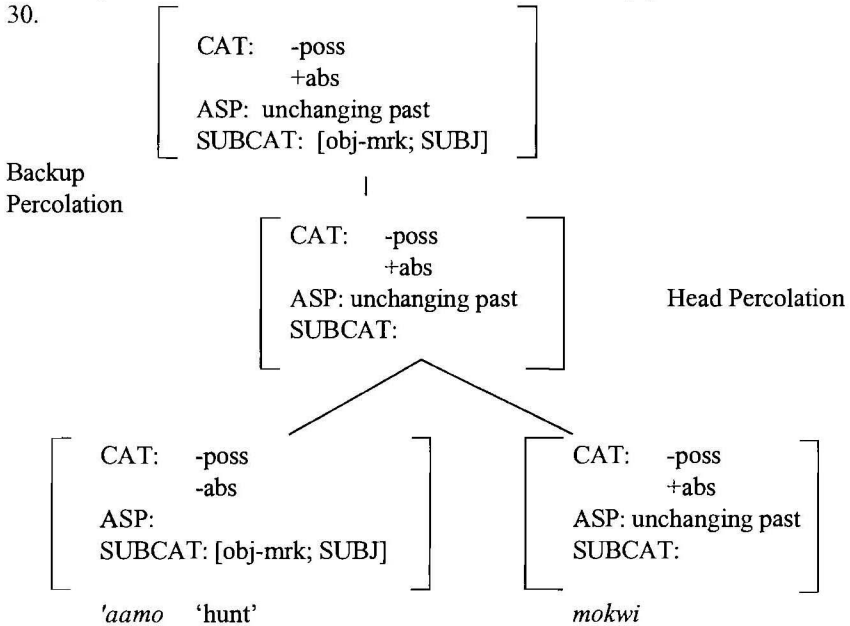 30.
CAT: -poss
+abs
ASP: unchanging past
SUBCAT: [obj-mrk; SUBJ]
Backup
Percolation
CAT: -poss
+abs
ASP: unchanging past
SUBCAT:
Head Percolation
CAT: -poss
-abs
ASP:
SUBCAT: [obj-mrk; SUBJ]
'aamo 'hunt'
CAT: -poss
+abs
ASP: unchanging past
SUBCAT:
mokwi